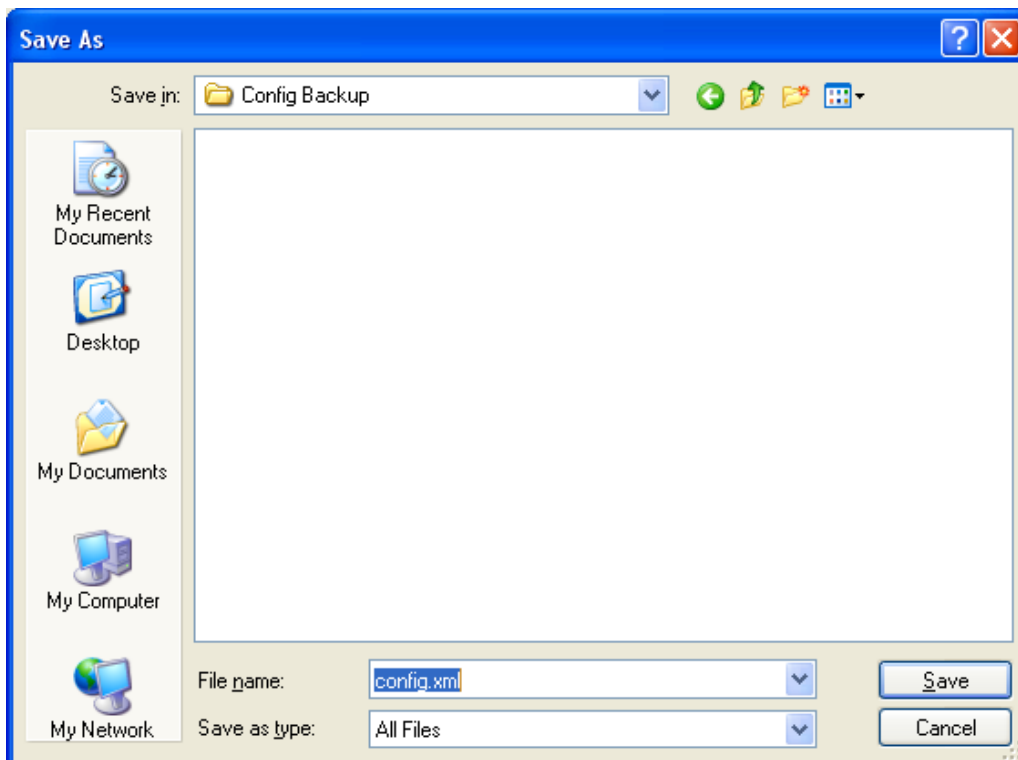 Save As
Save in:
Config Backup
My Recent
Documents
Desktop
My Documents
My Computer
My Network
File name:
config.xml
Save
Save as type:
All Files
Cancel